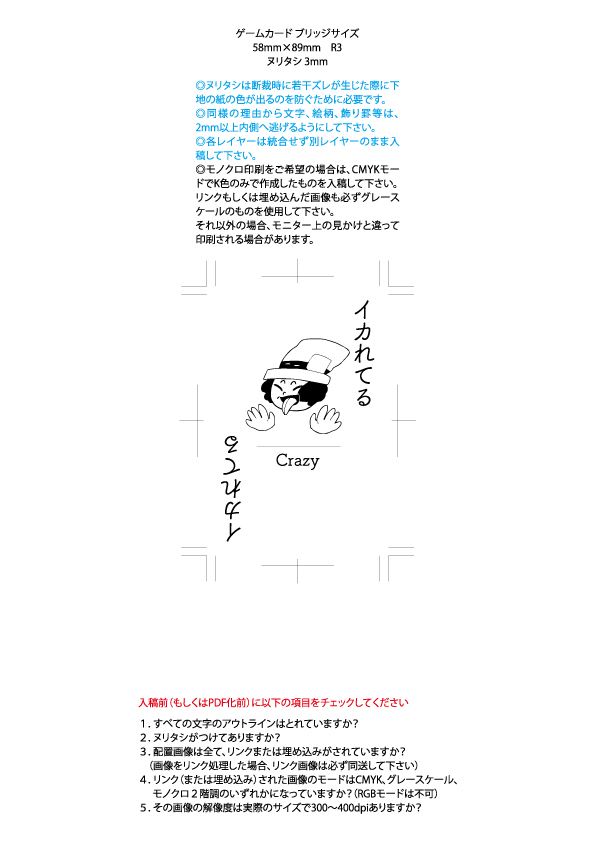 ゲームカード ブリッジサイズ
58mm×89mm　R3
ヌリタシ 3mm
◎ヌリタシは断裁時に若干ズレが生じた際に下
地の紙の色が出るのを防ぐために必要です。
◎同様の理由から文字、絵柄、飾り罫等は、
2mm以上内側へ逃げるようにして下さい。
◎各レイヤーは統合せず別レイヤーのまま入
稿して下さい。
◎モノクロ印刷をご希望の場合は、CMYKモー
ドでK色のみで作成したものを入稿して下さい。
リンクもしくは埋め込んだ画像も必ずグレース
ケールのものを使用して下さい。
それ以外の場合、モニター上の見かけと違って
印刷される場合があります。
イカれてる
Crazy
イカれてる
入稿前（もしくはPDF化前）に以下の項目をチェックしてください
１．すべての文字のアウトラインはとれていますか？
２．ヌリタシがつけてありますか？
３．配置画像は全て、リンクまたは埋め込みがされていますか？
（画像をリンク処理した場合、リンク画像は必ず同送して下さい）
４．リンク（または埋め込み）された画像のモードはCMYK、グレースケール、
モノクロ２階調のいずれかになっていますか？（RGBモードは不可）
５．その画像の解像度は実際のサイズで300〜400dpiありますか？